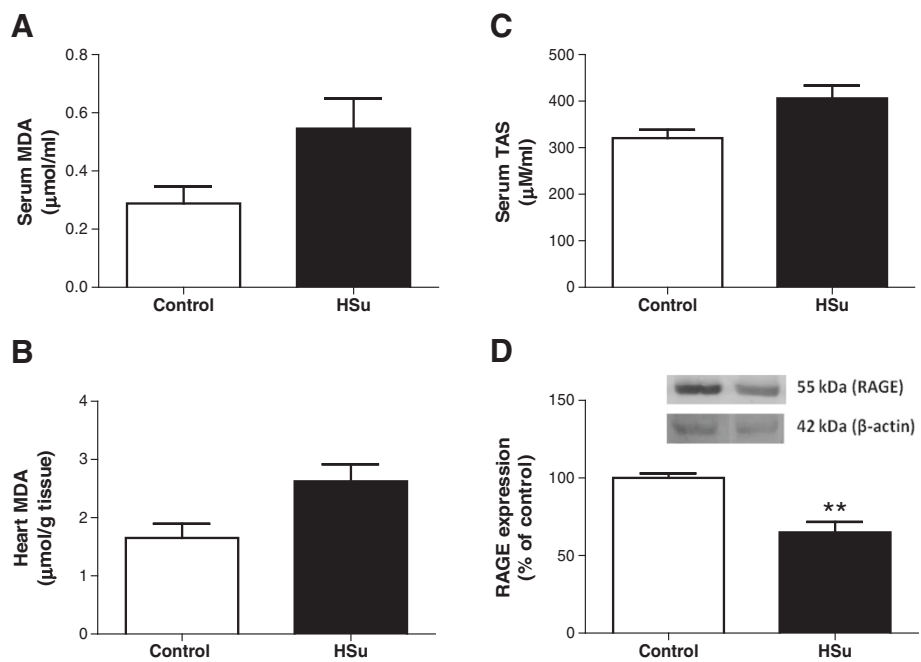 A
Serum MDA
(μmol/ml)
0.8
0.6
0.4
0.2
0.0
Control
HSu
C
Serum TAS
(μM/ml)
500
400
300
200
100
0
Control
HSu
B
Heart MDA
(μmol/g tissue)
4
3
2
1
0
Control
HSu
D
55 kDa (RAGE)
42 kDa (β-actin)
RAGE expression
(% of control)
150
100
50
0
**
Control
HSu